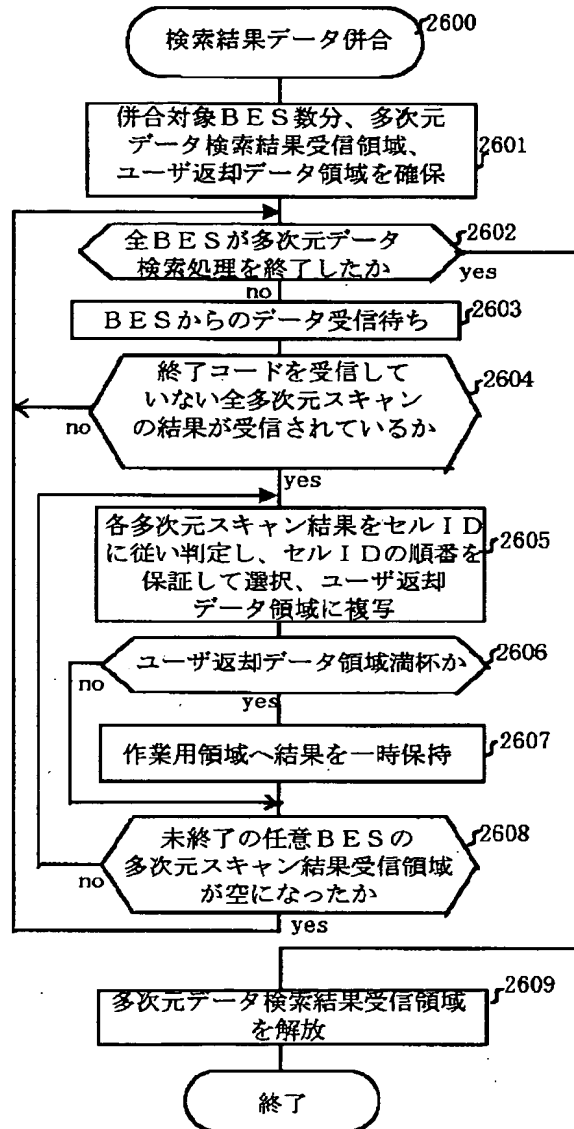 検索結果データ併合
2600
併合対象ＢＥＳ数分、多次元
データ検索結果受信領域、
ユーザ返却データ領域を確保
2601
全ＢＥＳが多次元データ
検索処理を終了したか
2602
yes
no
ＢＥＳからのデータ受信待ち
2603
終了コードを受信して
いない全多次元スキャン
の結果が受信されているか
2604
no
yes
各多次元スキャン結果をセルＩＤ
に従い判定し、セルＩＤの順番を
保証して選択、ユーザ返却
データ領域に複写
2605
ユーザ返却データ領域満杯か
2606
no
yes
作業用領域へ結果を一時保持
2607
未終了の任意ＢＥＳの
多次元スキャン結果受信領域
が空になったか
2608
no
yes
多次元データ検索結果受信領域
を解放
2609
終了